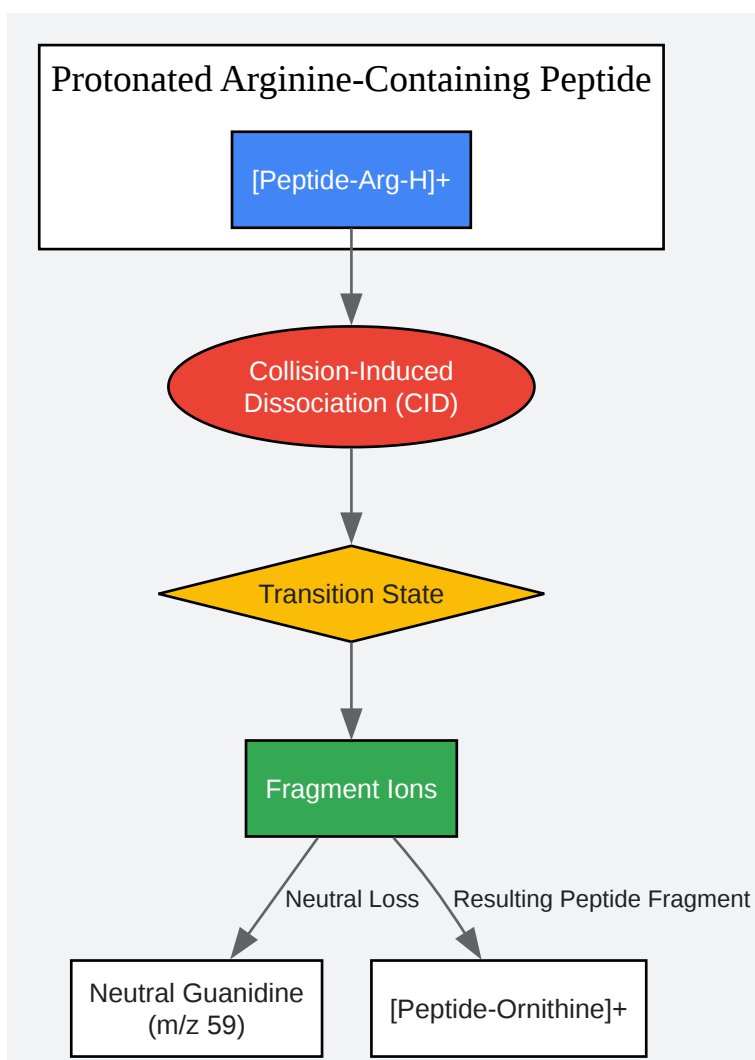 Protonated Arginine-Containing Peptide
[Peptide-Arg-H]+
Collision-Induced
Dissociation (CID)
Transition State
Fragment Ions
Neutral Loss
Resulting Peptide Fragment
Neutral Guanidine
(m/z 59)
[Peptide-Ornithine]+